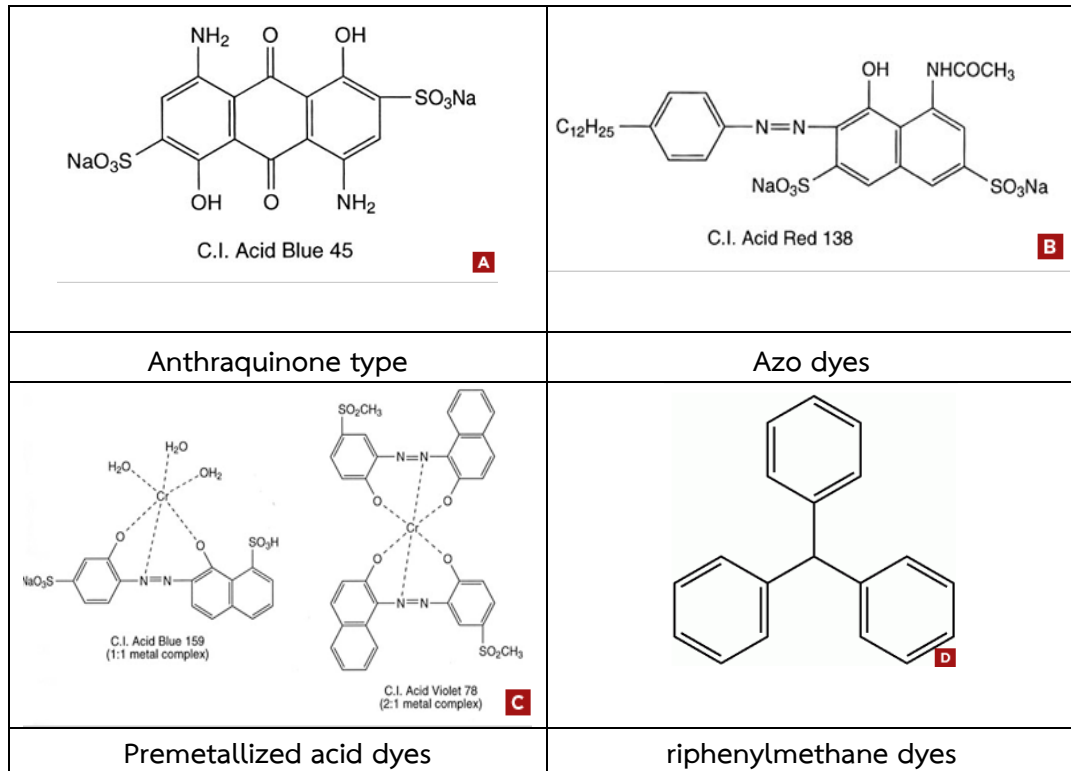 NH₂ O OH
SO₃Na
NaO₃S
OH O NH₂
C.I. Acid Blue 45
A
OH NHCOCH₃
C₁₂H₂₅ N=N
NaO₃S SO₃Na
C.I. Acid Red 138
B
Anthraquinone type
Azo dyes
H₂O
H₂O OH₂
Cr
O O SO₃H
NaO₃S N=N
C.I. Acid Blue 159
(1:1 metal complex)
SO₂CH₃
N=N
O O
Cr
O O
N=N
SO₂CH₃
C.I. Acid Violet 78
(2:1 metal complex)
C
D
Premetallized acid dyes
riphenylmethane dyes